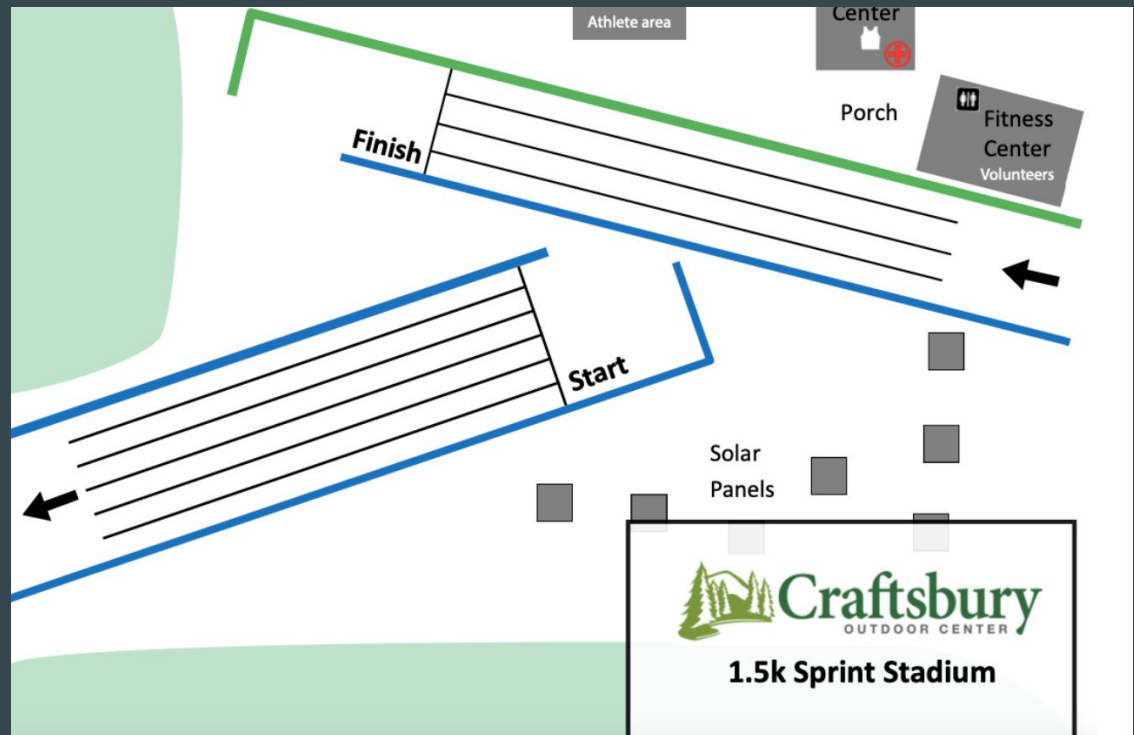 Athlete area
Center
Porch
Fitness
Center
Volunteers
Finish
Start
Solar
Panels
Craftsbury
OUTDOOR CENTER
1.5k Sprint Stadium